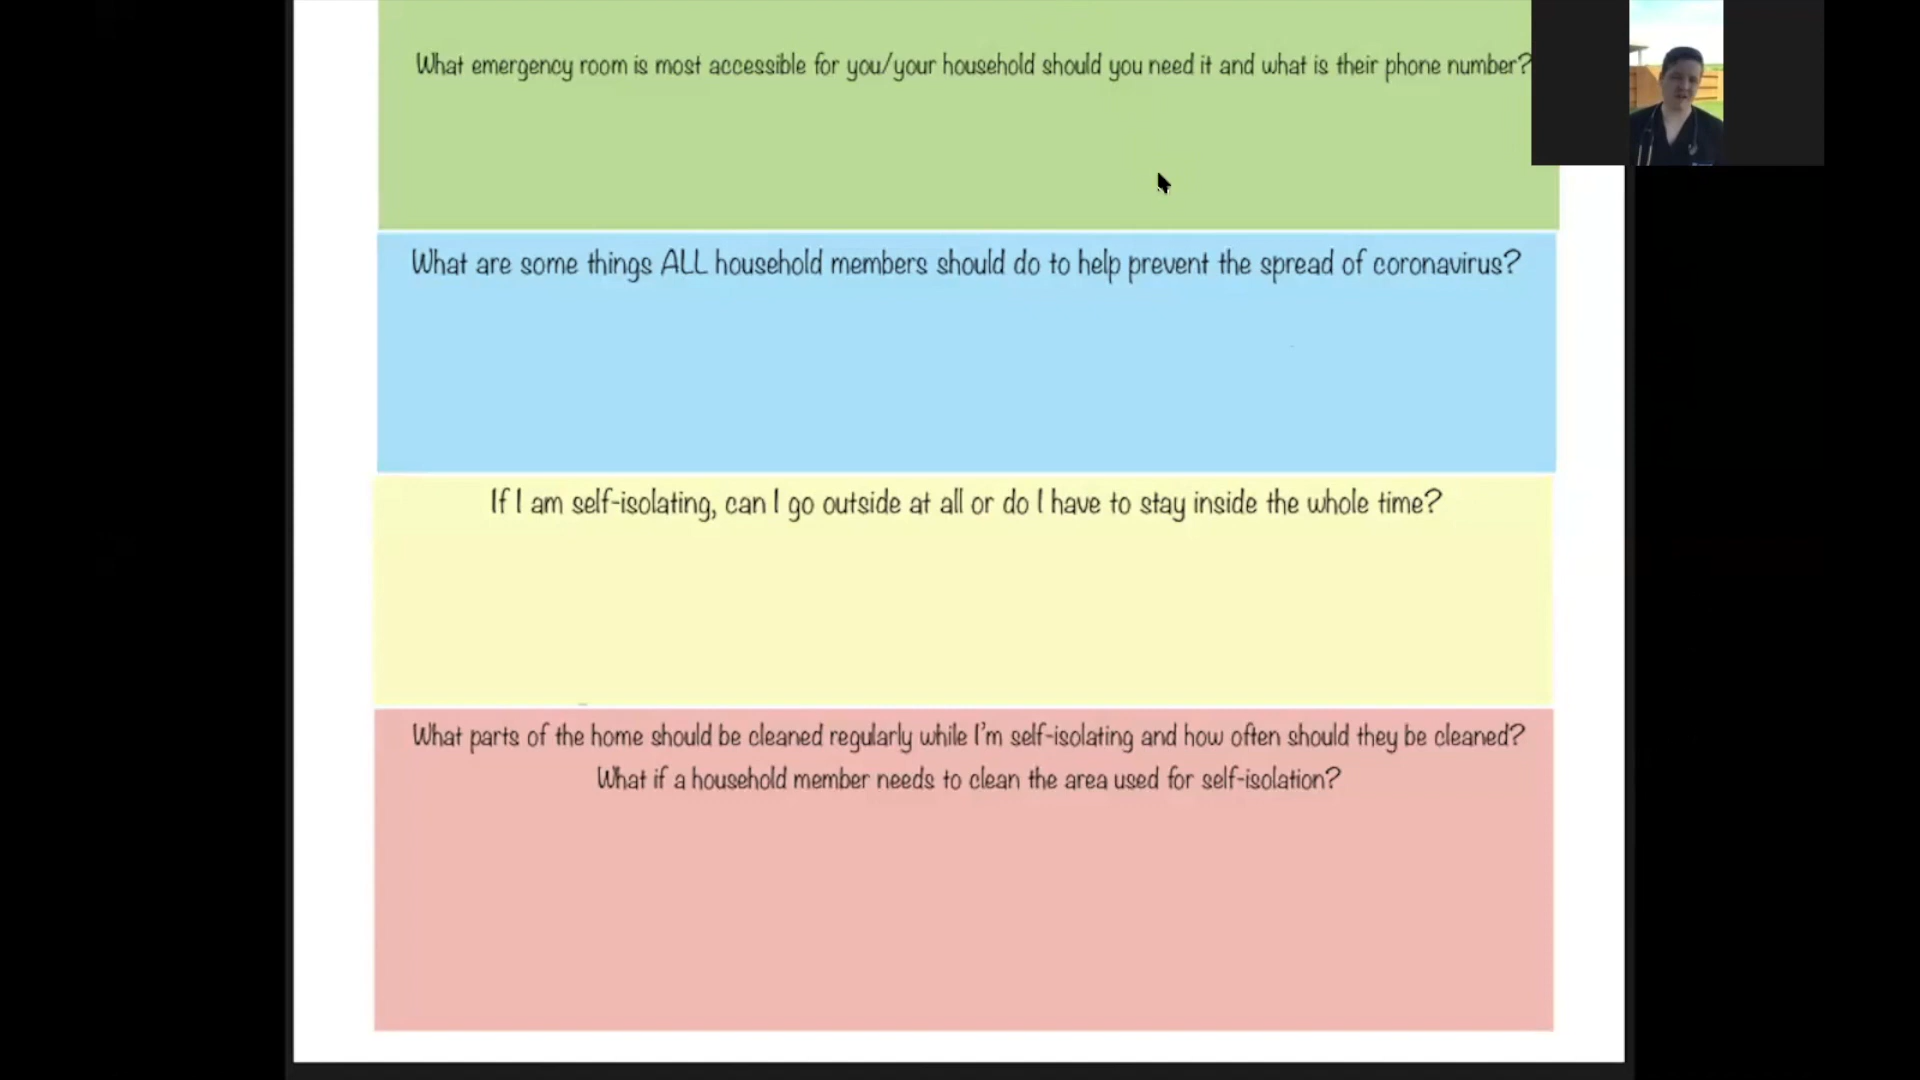 What emergency room is most accessible for you/your household should you need it and what is their phone number?
What are some things ALL household members should do to help prevent the spread of coronavirus?
If I am self-isolating, can I go outside at all or do I have to stay inside the whole time?
What parts of the home should be cleaned regularly while I'm self-isolating and how often should they be cleaned?
What if a household member needs to clean the area used for self-isolation?